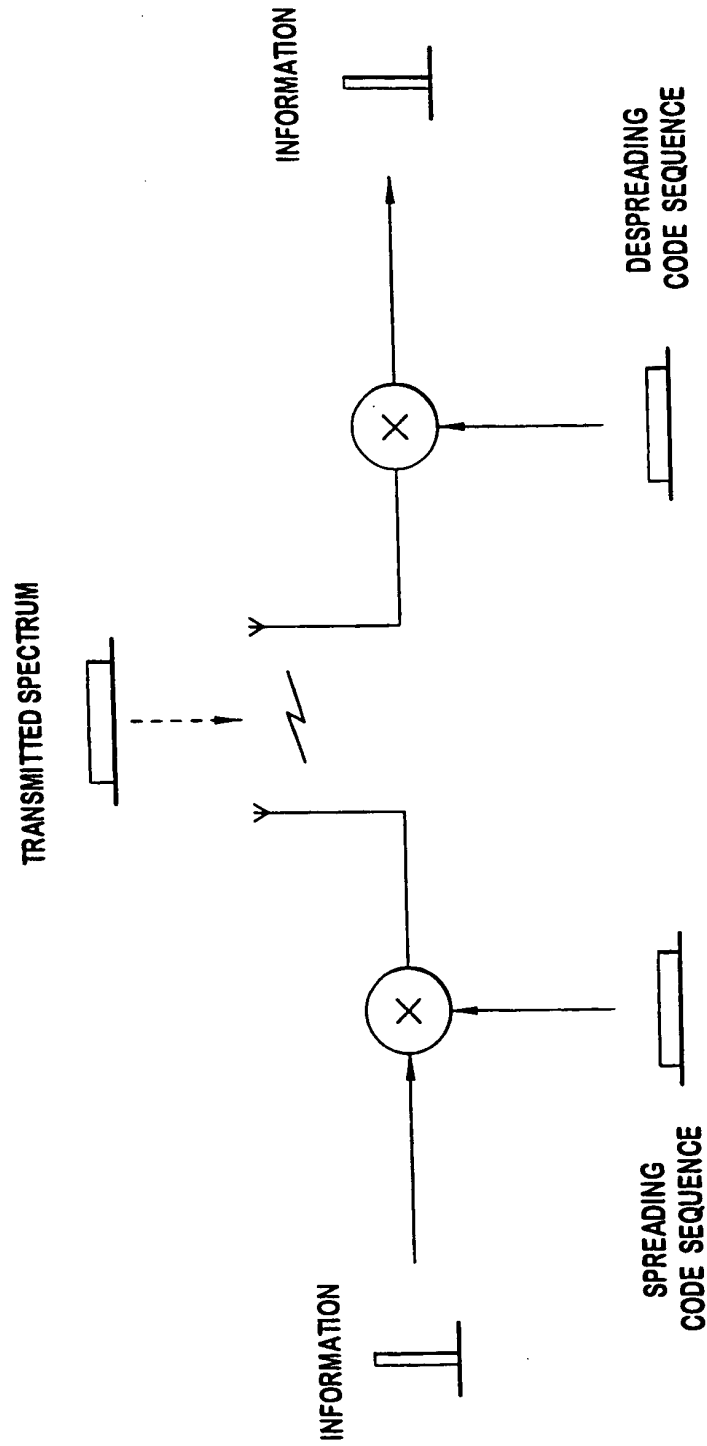 TRANSMITTED SPECTRUM
INFORMATION
INFORMATION
SPREADING
CODE SEQUENCE
DESPREADING
CODE SEQUENCE